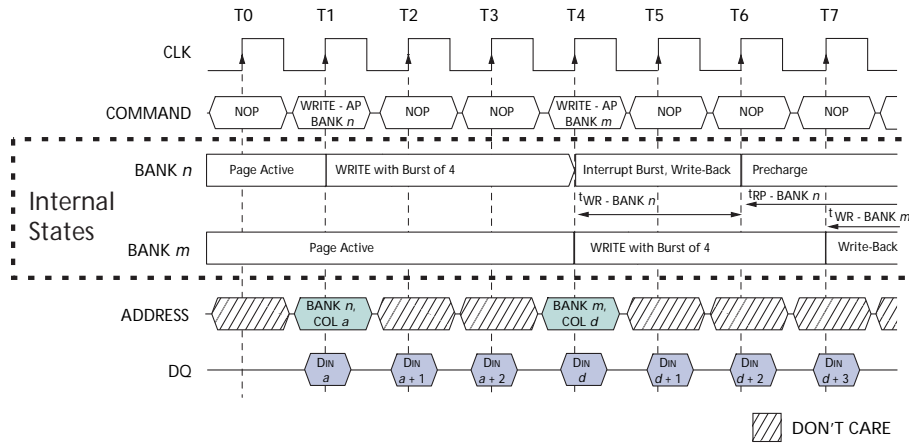 T0 T1 T2 T3 T4 T5 T6 T7
CLK
COMMAND NOP WRITE - AP BANK n NOP NOP WRITE - AP BANK m NOP NOP NOP
Internal States
BANK n Page Active WRITE with Burst of 4 Interrupt Burst, Write-Back Precharge
tWR - BANK n tRP - BANK n
tWR - BANK m
BANK m Page Active WRITE with Burst of 4 Write-Back
ADDRESS BANK n, COL a BANK m, COL d
DQ DIN a DIN a + 1 DIN a + 2 DIN d DIN d + 1 DIN d + 2 DIN d + 3
DON'T CARE